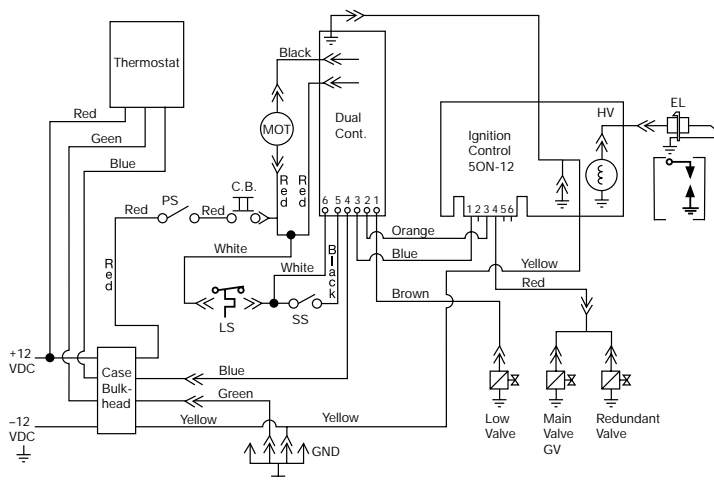 Thermostat
Red
Geen
Blue
Black
MOT
Dual
Cont.
Red
Red
6 5 4 3 2 1
Ignition
Control
5ON-12
HV
EL
1 2 3 4 5 6
PS
C.B.
Red
Red
Red
White
White
Black
LS
SS
Orange
Blue
Yellow
Brown
Red
+12
VDC
Case
Bulk-
head
Blue
Green
Yellow
Yellow
–12
VDC
GND
Low
Valve
Main
Valve
GV
Redundant
Valve